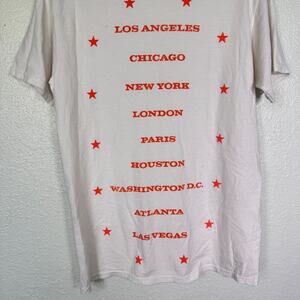 LOS ANGELES
CHICAGO
NEW YORK
LONDON
PARIS
HOUSTON
WASHINGTON D.C.
ATLANTA
LAS VEGAS